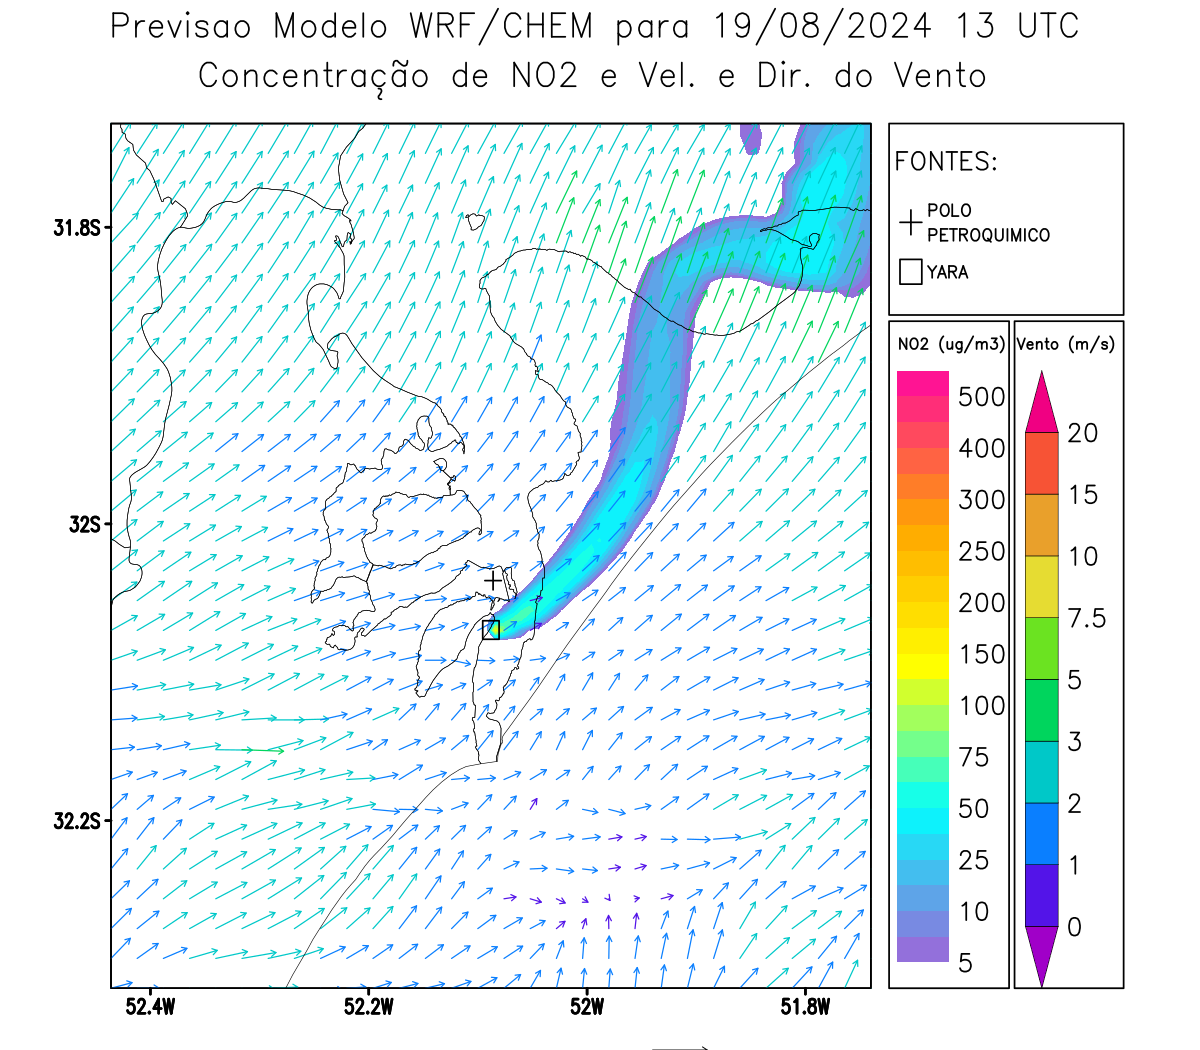 Previsao Modelo WRF/CHEM para 19/08/2024 13 UTC
Concentração de NO2 e Vel. e Dir. do Vento
FONTES:
POLO
PETROQUIMICO
YARA
NO2 (ug/m3)
500
400
300
250
200
150
100
75
50
25
10
5
Vento (m/s)
20
15
10
7.5
5
3
2
1
0
31.8S
32S
32.2S
52.4W
52.2W
52W
51.8W